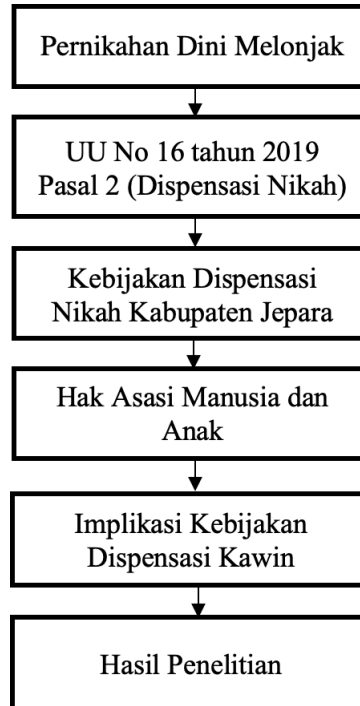 Pernikahan Dini Melonjak
UU No 16 tahun 2019
Pasal 2 (Dispensasi Nikah)
Kebijakan Dispensasi
Nikah Kabupaten Jepara
Hak Asasi Manusia dan
Anak
Implikasi Kebijakan
Dispensasi Kawin
Hasil Penelitian